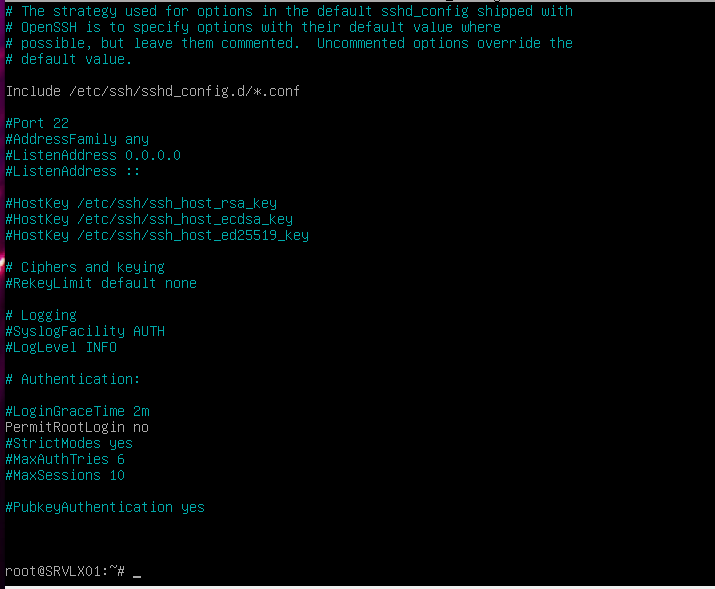 # The strategy used for options in the default sshd_config shipped with
# OpenSSH is to specify options with their default value where
# possible, but leave them commented.  Uncommented options override the
# default value.
Include /etc/ssh/sshd_config.d/*.conf
#Port 22
#AddressFamily any
#ListenAddress 0.0.0.0
#ListenAddress ::
#HostKey /etc/ssh/ssh_host_rsa_key
#HostKey /etc/ssh/ssh_host_ecdsa_key
#HostKey /etc/ssh/ssh_host_ed25519_key
# Ciphers and keying
#RekeyLimit default none
# Logging
#SyslogFacility AUTH
#LogLevel INFO
# Authentication:
#LoginGraceTime 2m
PermitRootLogin no
#StrictModes yes
#MaxAuthTries 6
#MaxSessions 10
#PubkeyAuthentication yes
root@SRVLX01:~# _